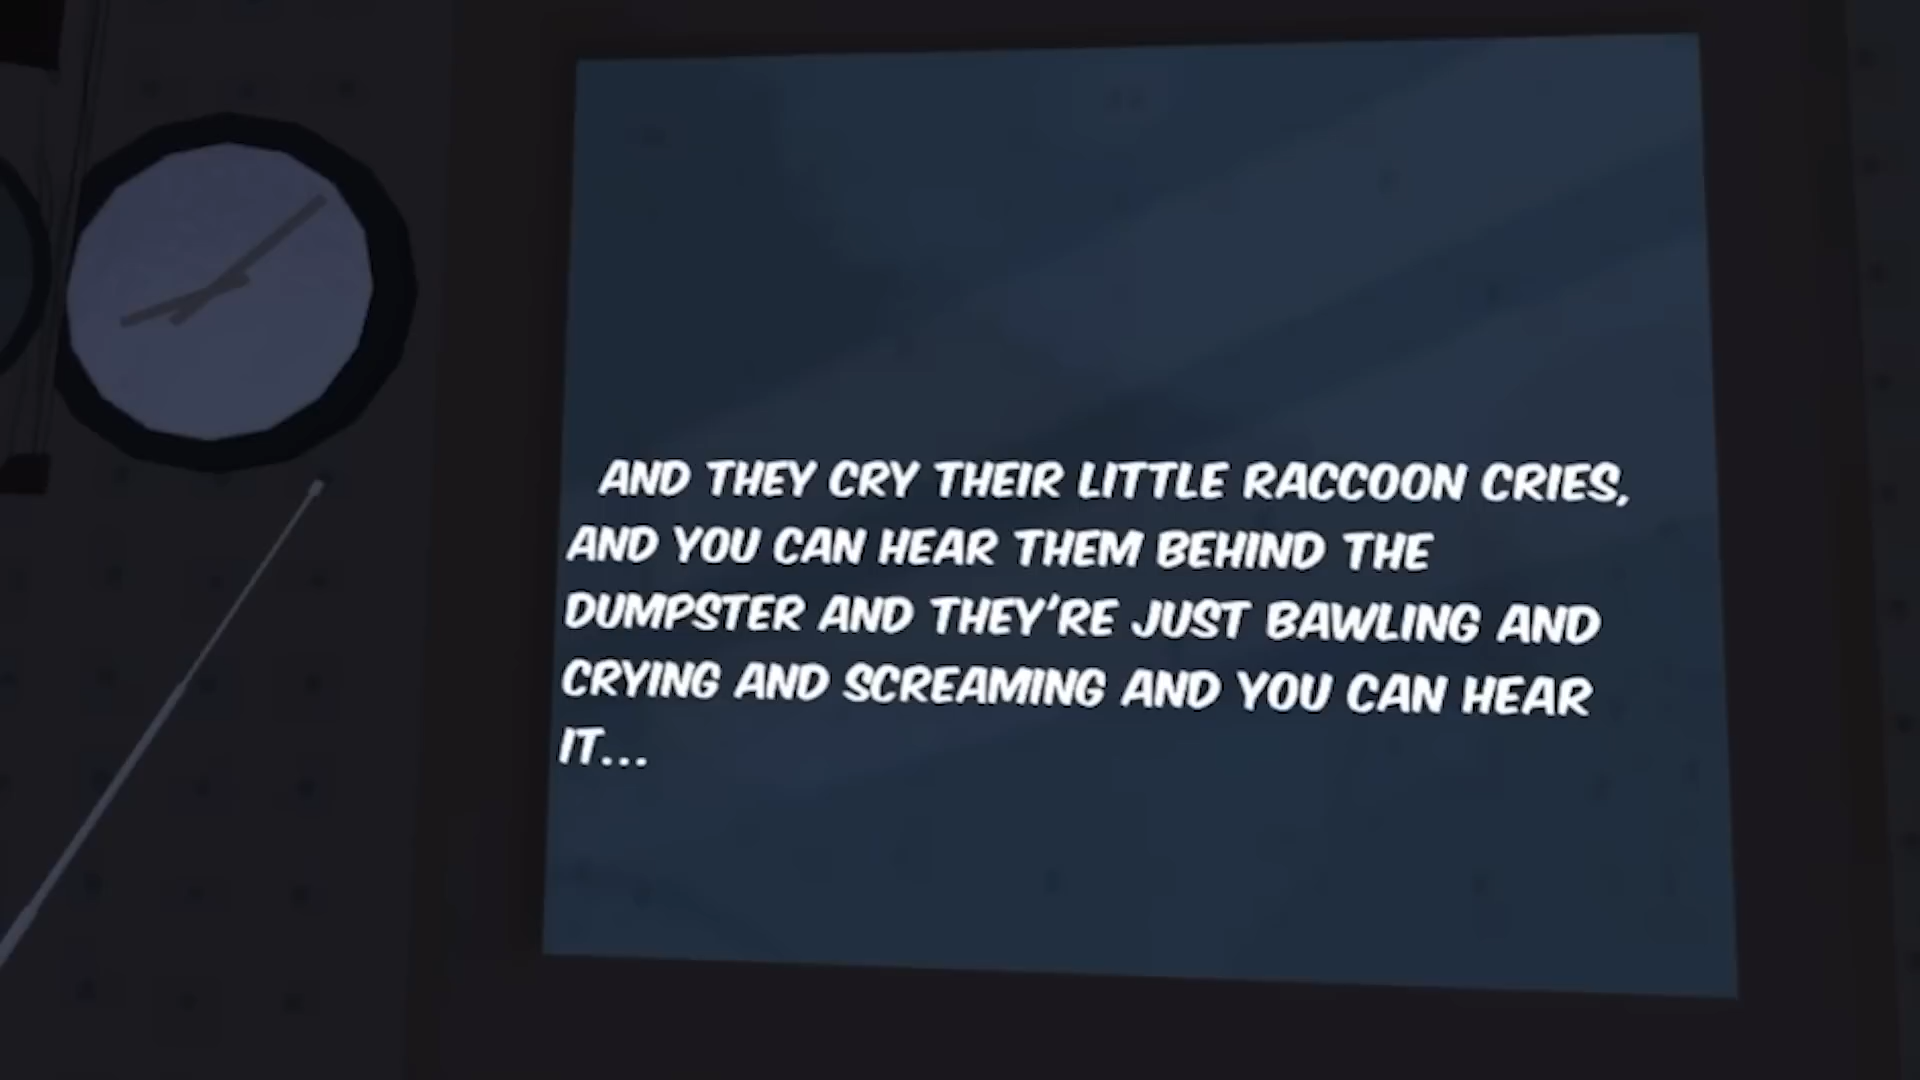 AND THEY CRY THEIR LITTLE RACCOON CRIES,
AND YOU CAN HEAR THEM BEHIND THE
DUMPSTER AND THEY'RE JUST BAWLING AND
CRYING AND SCREAMING AND YOU CAN HEAR
IT...